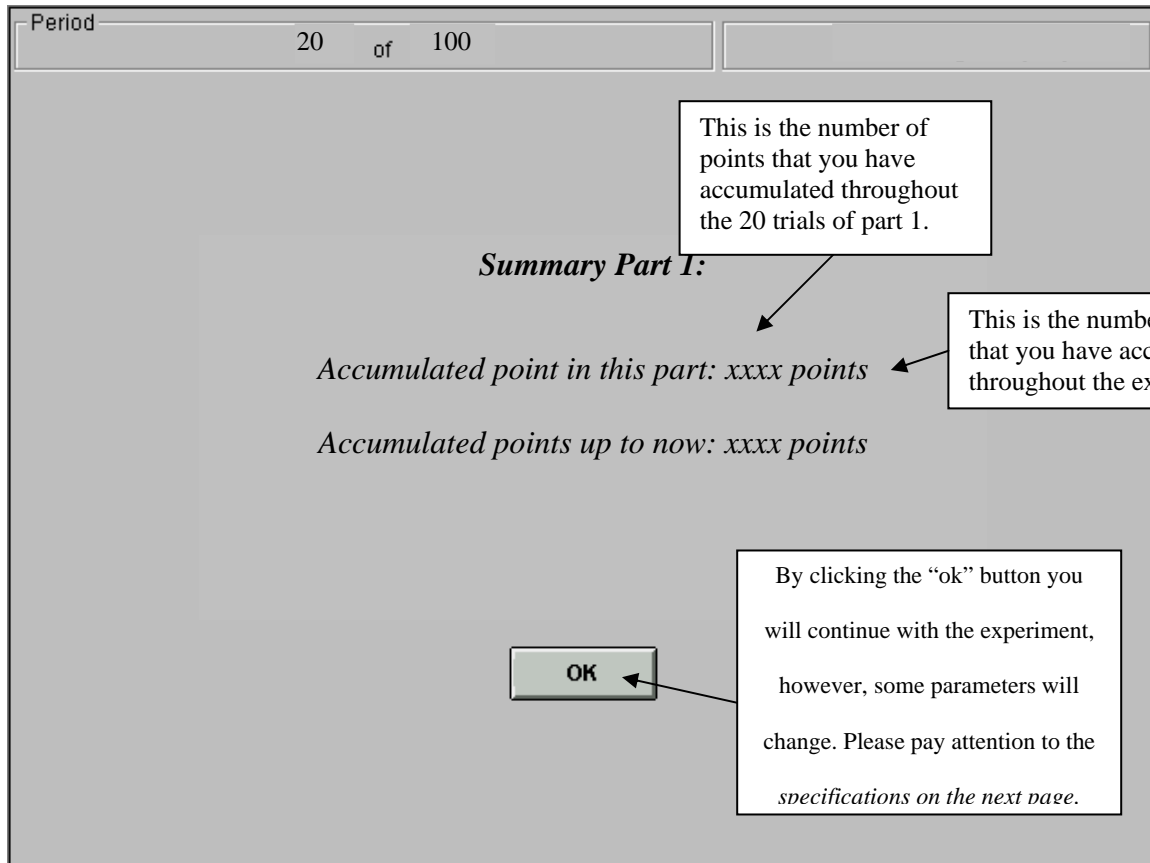 Period
20 of 100
This is the number of
points that you have
accumulated throughout
the 20 trials of part 1.
Summary Part 1:
This is the
that you have
throughout the
Accumulated point in this part: xxxx points
Accumulated points up to now: xxxx points
By clicking the “ok” button you
will continue with the experiment,
however, some parameters will
change. Please pay attention to the
specifications on the next page.
OK